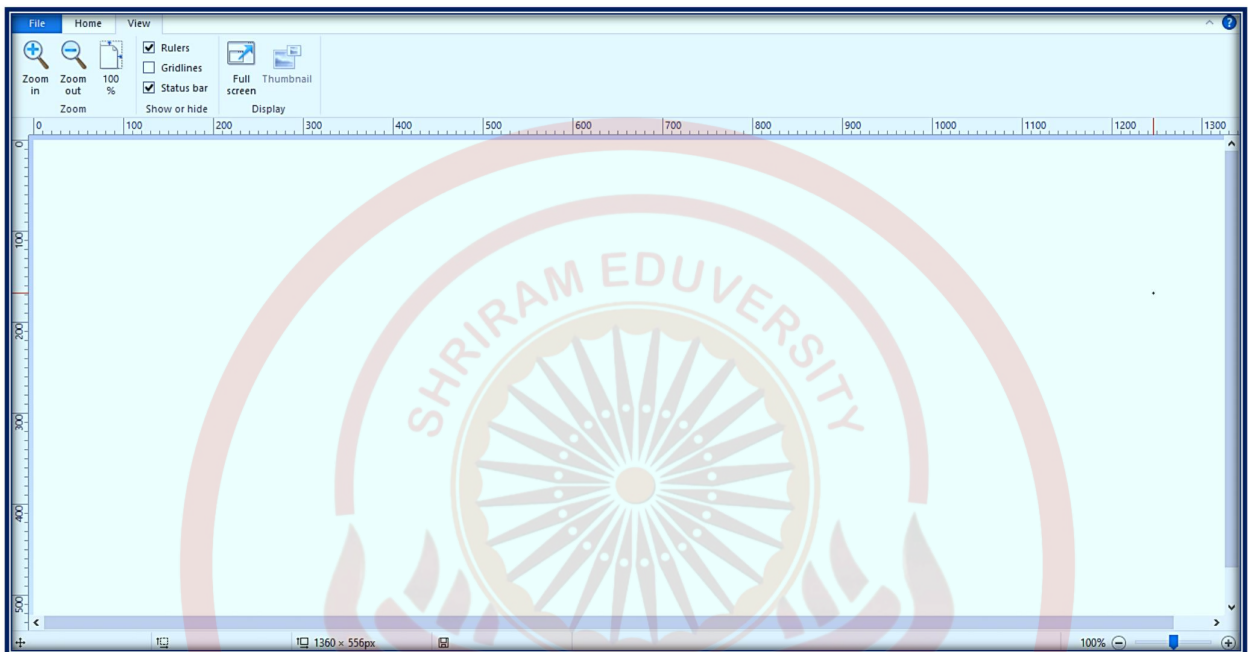 File Home View
Zoom in
Zoom out
100 %
Rulers
Gridlines
Status bar
Full screen
Thumbnail
Zoom
Show or hide
Display
0 100 200 300 400 500 600 700 800 900 1000 1100 1200 1300
0
100
200
300
400
500
SHRIRAM EDUVERSITY
1360 × 556px
100%